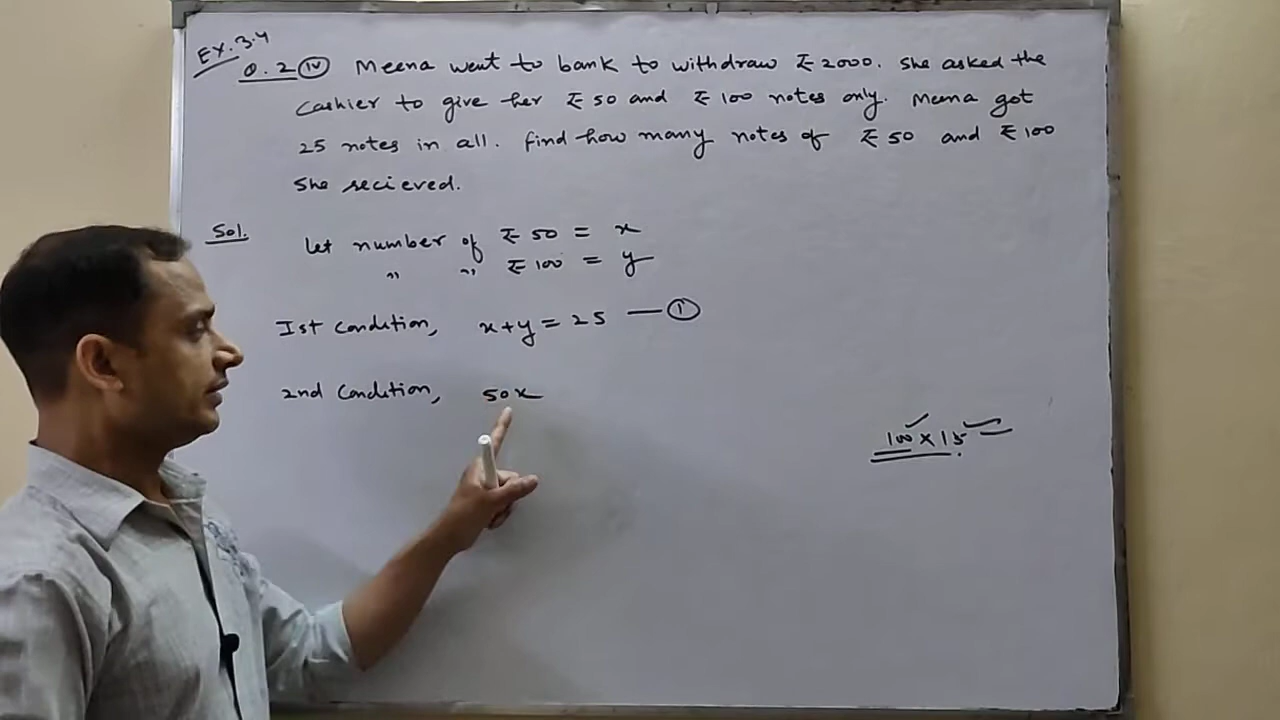 Ex. 3.4
Q. 2 (iv) Meena went to bank to withdraw ₹ 2000. She asked the
Cashier to give her ₹ 50 and ₹ 100 notes only. Meena got
25 notes in all. Find how many notes of ₹ 50 and ₹ 100
She recieved.
Sol. Let number of ₹ 50 = x
" " ₹ 100 = y
Ist Condition, x+y = 25 — (i)
2nd Condition, 50x
100 x 15